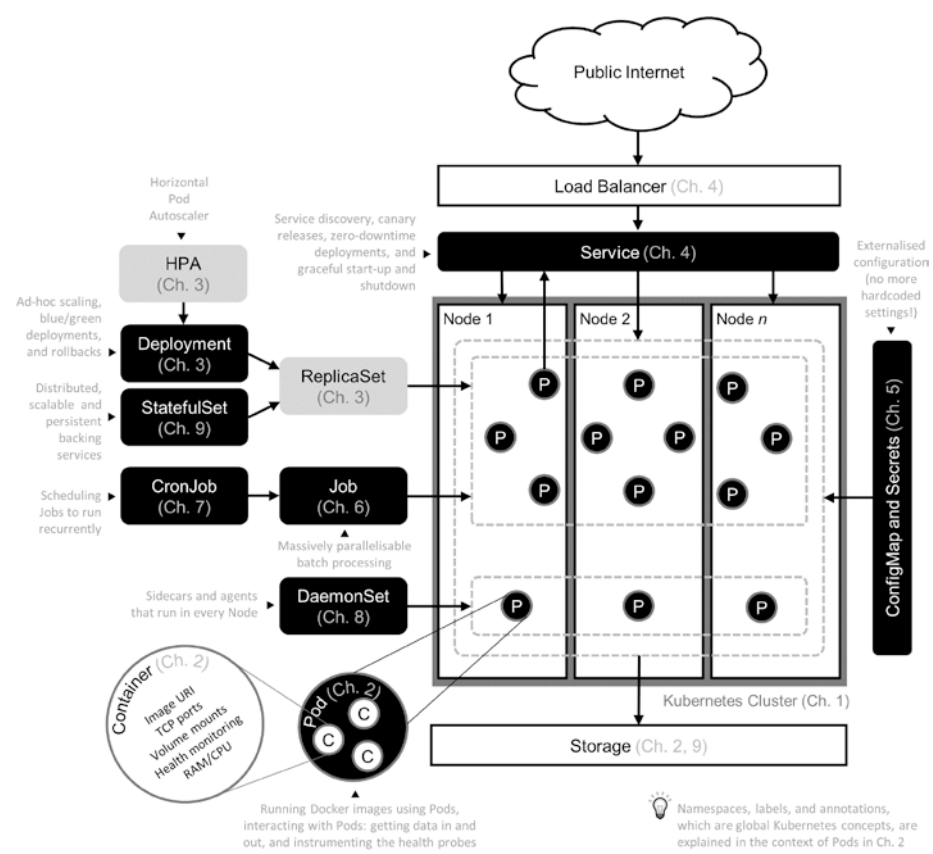 Public Internet
Load Balancer (Ch. 4)
Service (Ch. 4)
Service discovery, canary
releases, zero-downtime
deployments, and
graceful start-up and
shutdown
Horizontal
Pod
Autoscaler
HPA
(Ch. 3)
Ad-hoc scaling,
blue/green
deployments,
and rollbacks
Deployment
(Ch. 3)
Distributed,
scalable and
persistent
backing
services
StatefulSet
(Ch. 9)
ReplicaSet
(Ch. 3)
Scheduling
Jobs to run
recurrently
CronJob
(Ch. 7)
Job
(Ch. 6)
Massively parallelisable
batch processing
Sidecars and agents
that run in every Node
DaemonSet
(Ch. 8)
Node 1
Node 2
Node n
P
P
P
P
P
P
P
P
P
P
P
P
P
Externalised
configuration
(no more
hardcoded
settings!)
ConfigMap and Secrets (Ch. 5)
Kubernetes Cluster (Ch. 1)
Storage (Ch. 2, 9)
Container (Ch. 2)
Image URI
TCP ports
Volume mounts
Health monitoring
RAM/CPU
Pod (Ch. 2)
C
C
C
Running Docker images using Pods,
interacting with Pods: getting data in and
out, and instrumenting the health probes
Namespaces, labels, and annotations,
which are global Kubernetes concepts, are
explained in the context of Pods in Ch. 2